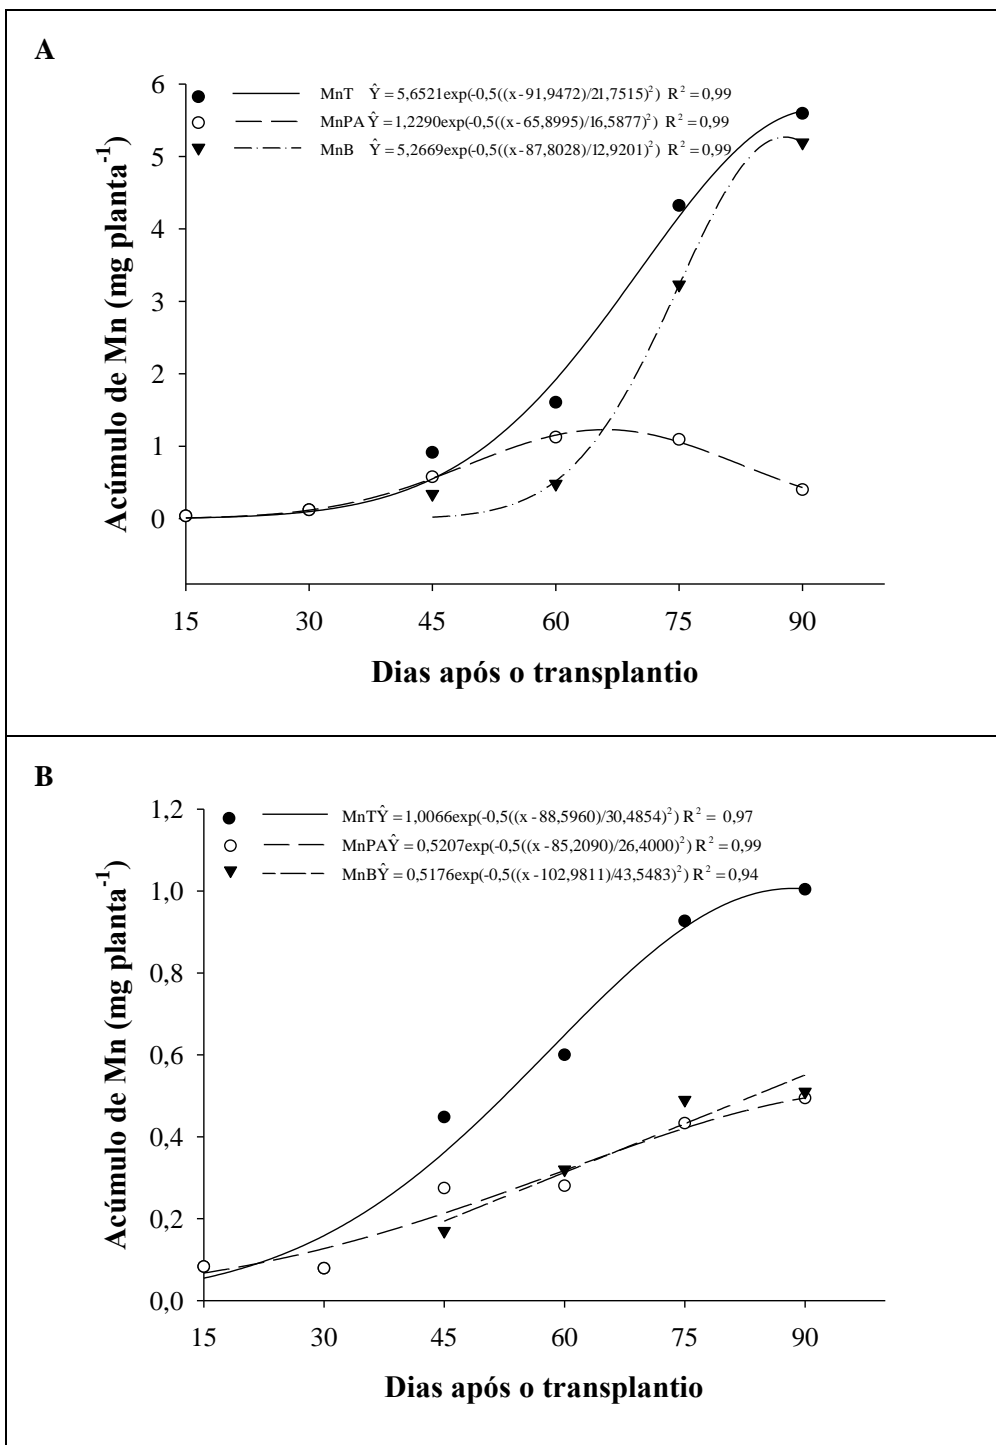 A
6
5
4
3
2
1
0
Acúmulo de Mn (mg planta⁻¹)
MnT Ŷ = 5,6521exp(-0,5((x - 91,9472)/21,7515)²) R² = 0,99
MnPA Ŷ = 1,2290exp(-0,5((x - 65,8995)/16,5877)²) R² = 0,99
MnB Ŷ = 5,2669exp(-0,5((x - 87,8028)/12,9201)²) R² = 0,99
15 30 45 60 75 90
Dias após o transplantio
B
1,2
1,0
0,8
0,6
0,4
0,2
0,0
Acúmulo de Mn (mg planta⁻¹)
MnTŶ = 1,0066exp(-0,5((x - 88,5960)/30,4854)²) R² = 0,97
MnPAŶ = 0,5207exp(-0,5((x - 85,2090)/26,4000)²) R² = 0,99
MnBŶ = 0,5176exp(-0,5((x - 102,9811)/43,5483)²) R² = 0,94
15 30 45 60 75 90
Dias após o transplantio